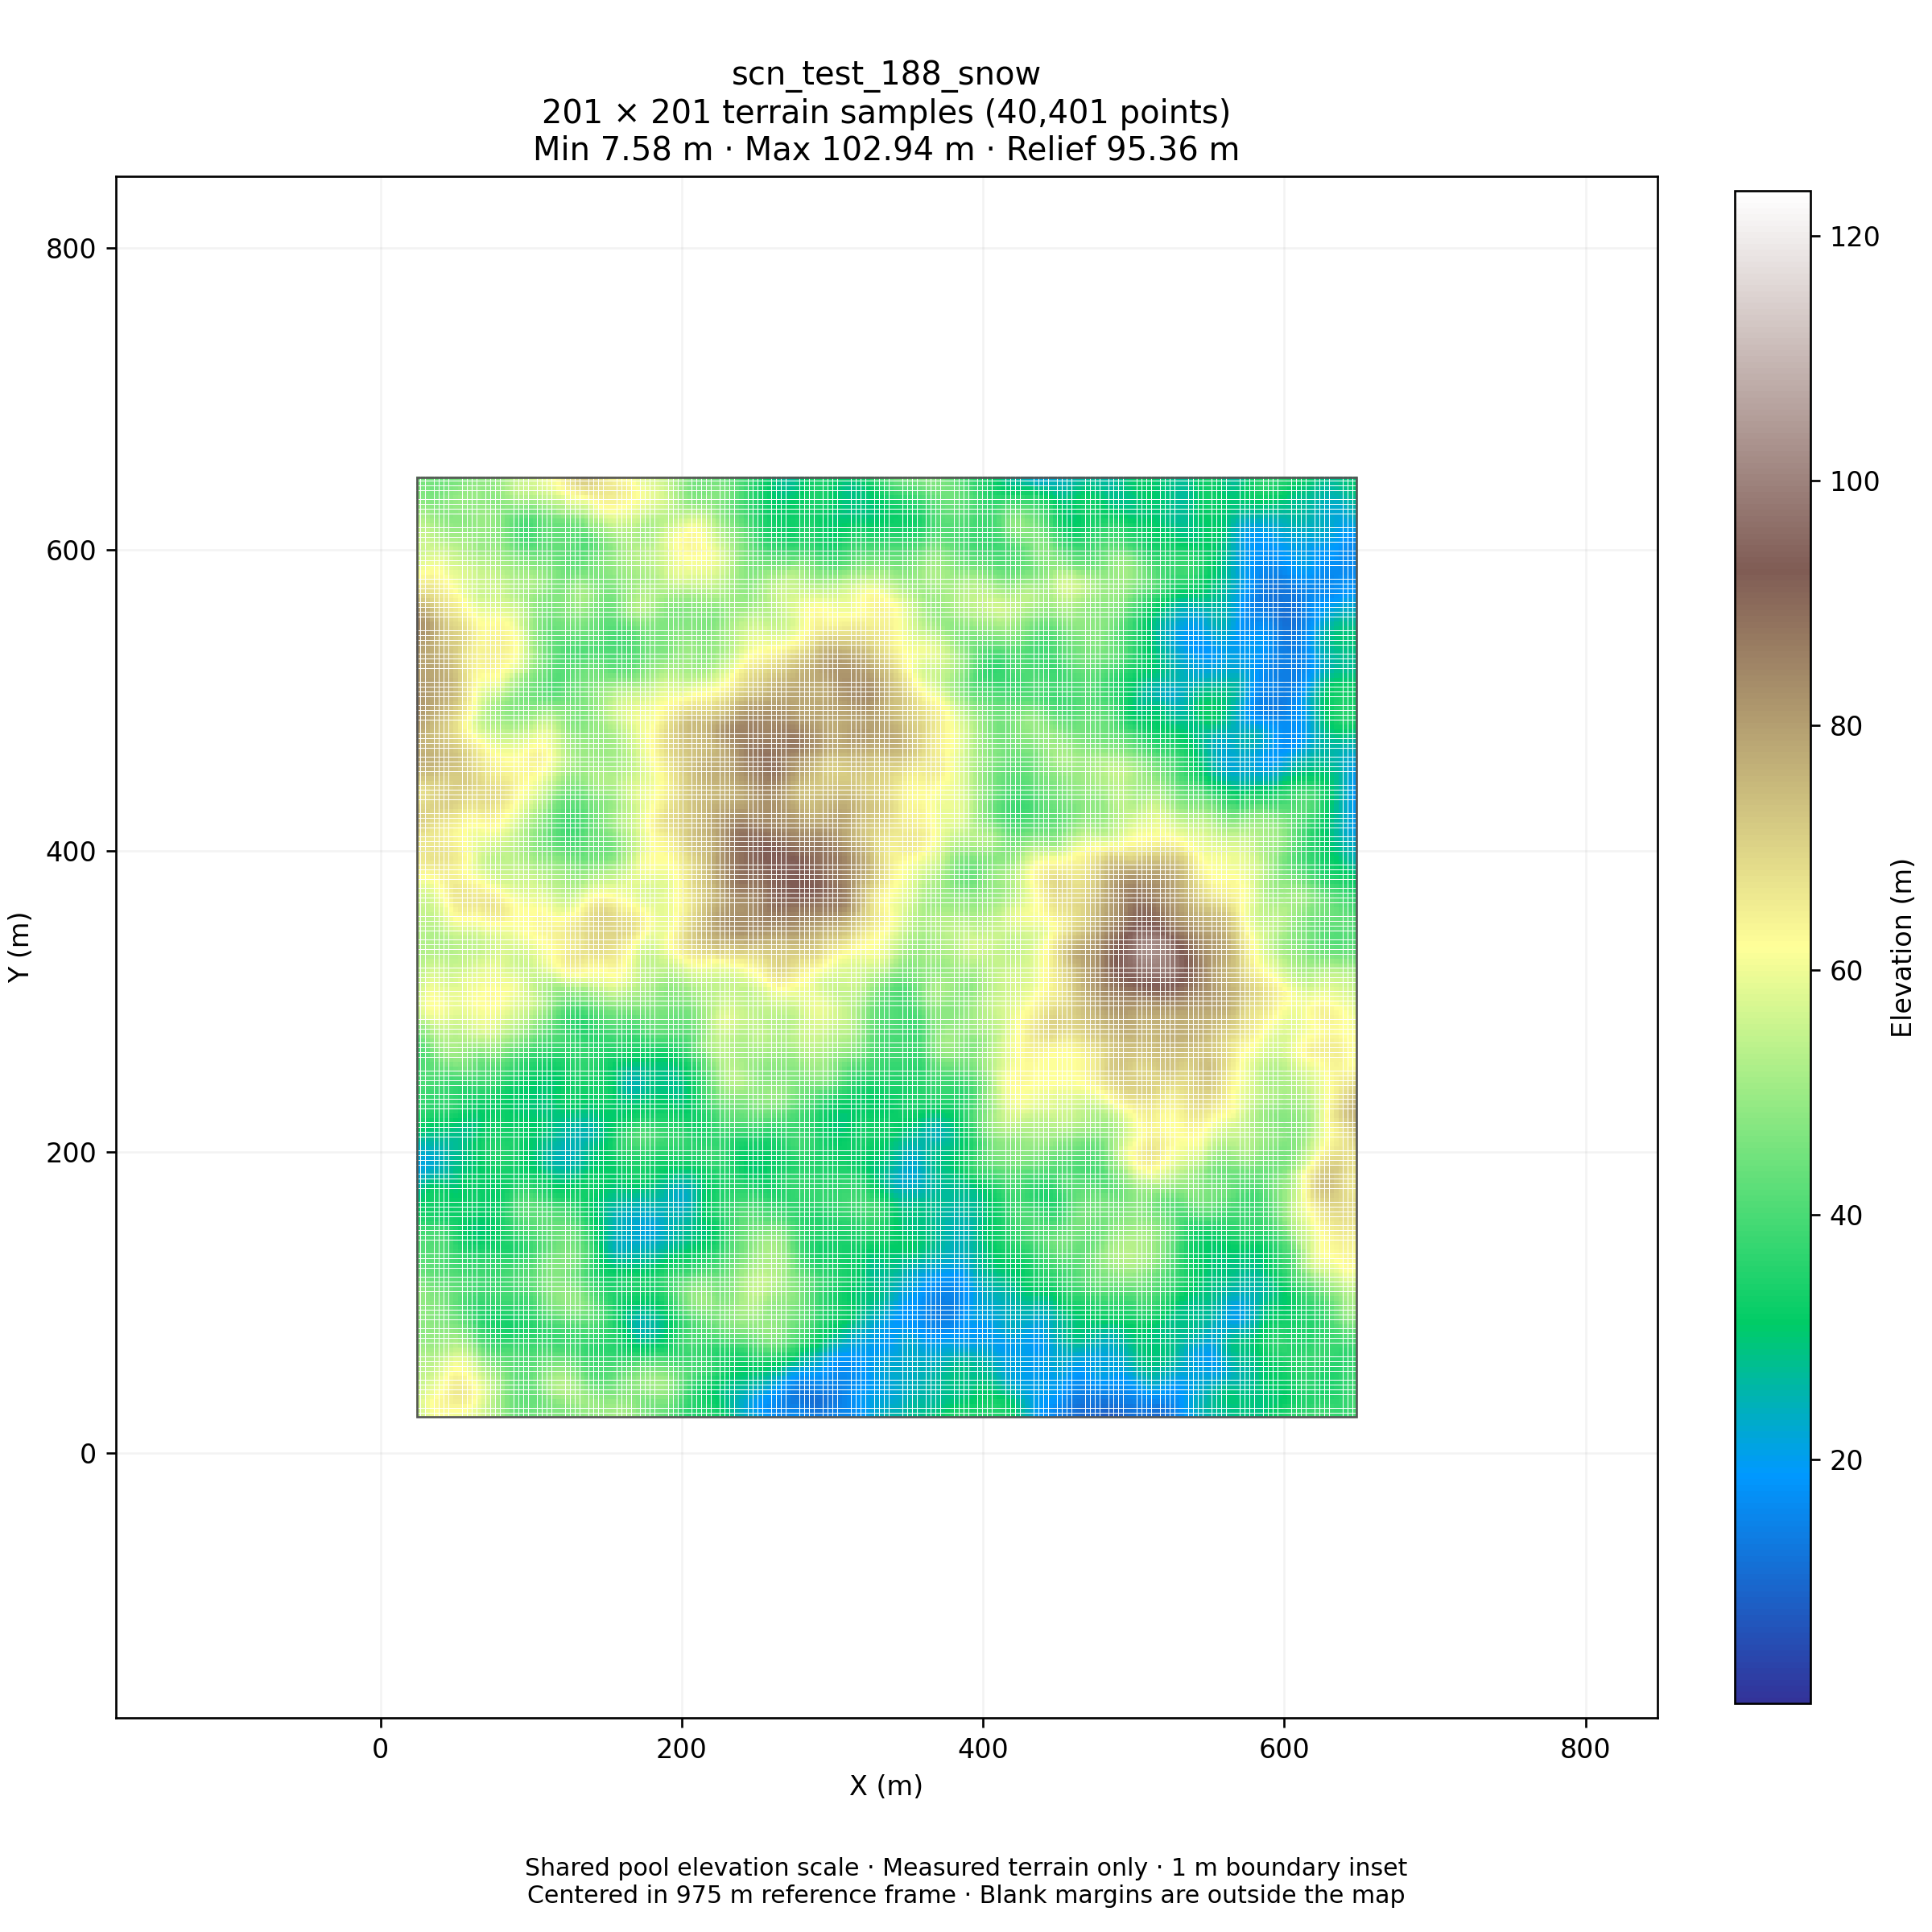 scn_test_188_snow
201 × 201 terrain samples (40,401 points)
Min 7.58 m · Max 102.94 m · Relief 95.36 m
800
600
400
200
0
Y (m)
0
200
400
600
800
X (m)
120
100
80
60
40
20
Elevation (m)
Shared pool elevation scale · Measured terrain only · 1 m boundary inset
Centered in 975 m reference frame · Blank margins are outside the map